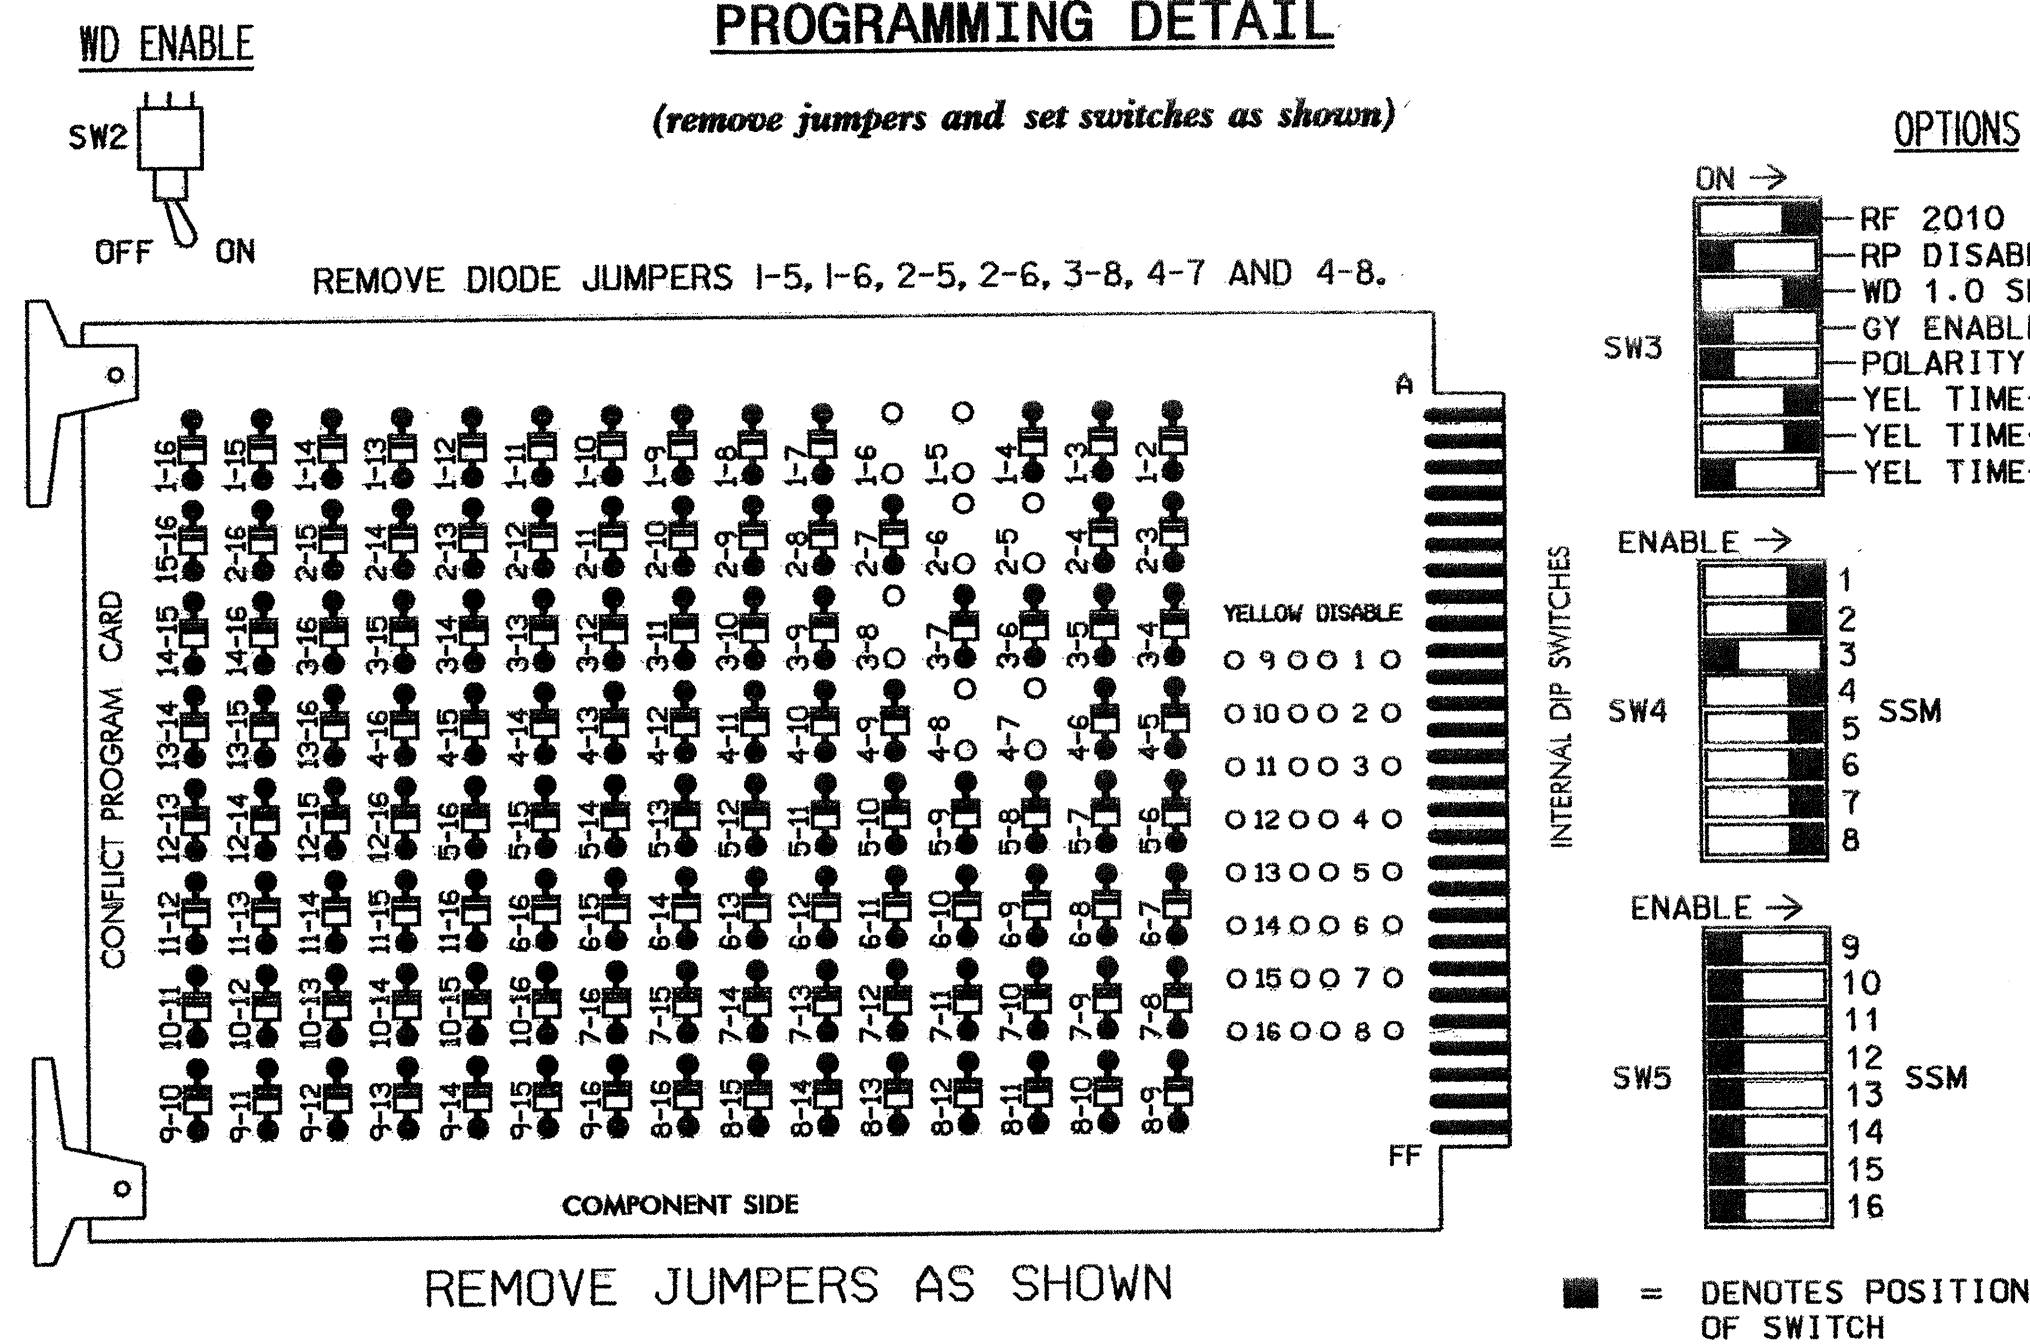 PROGRAMMING DETAIL
(remove jumpers and set switches as shown)
WD ENABLE
SW2
OFF ON
REMOVE DIODE JUMPERS 1-5, 1-6, 2-5, 2-6, 3-8, 4-7 AND 4-8.
CONFLICT PROGRAM CARD
1-16 1-15 1-14 1-13 1-12 1-11 1-10 1-9 1-8 1-7 1-6 1-5 1-4 1-3 1-2
15-16 2-16 2-15 2-14 2-13 2-12 2-11 2-10 2-9 2-8 2-7 2-6 2-5 2-4 2-3
14-15 14-16 3-16 3-15 3-14 3-13 3-12 3-11 3-10 3-9 3-8 3-7 3-6 3-5 3-4
13-14 13-15 13-16 4-16 4-15 4-14 4-13 4-12 4-11 4-10 4-9 4-8 4-7 4-6 4-5
12-13 12-14 12-15 12-16 5-16 5-15 5-14 5-13 5-12 5-11 5-10 5-9 5-8 5-7 5-6
11-12 11-13 11-14 11-15 11-16 6-16 6-15 6-14 6-13 6-12 6-11 6-10 6-9 6-8 6-7
10-11 10-12 10-13 10-14 10-15 10-16 7-16 7-15 7-14 7-13 7-12 7-11 7-10 7-9 7-8
9-10 9-11 9-12 9-13 9-14 9-15 9-16 8-16 8-15 8-14 8-13 8-12 8-11 8-10 8-9
A
YELLOW DISABLE
9 1
10 2
11 3
12 4
13 5
14 6
15 7
16 8
FF
COMPONENT SIDE
REMOVE JUMPERS AS SHOWN
INTERNAL DIP SWITCHES
OPTIONS
ON →
SW3
RF 2010
RP DISABL
WD 1.0 S
GY ENABLE
POLARITY
YEL TIME-
YEL TIME-
YEL TIME-
ENABLE →
SW4
1
2
3
4
5
6
7
8
SSM
ENABLE →
SW5
9
10
11
12
13
14
15
16
SSM
= DENOTES POSITION
OF SWITCH